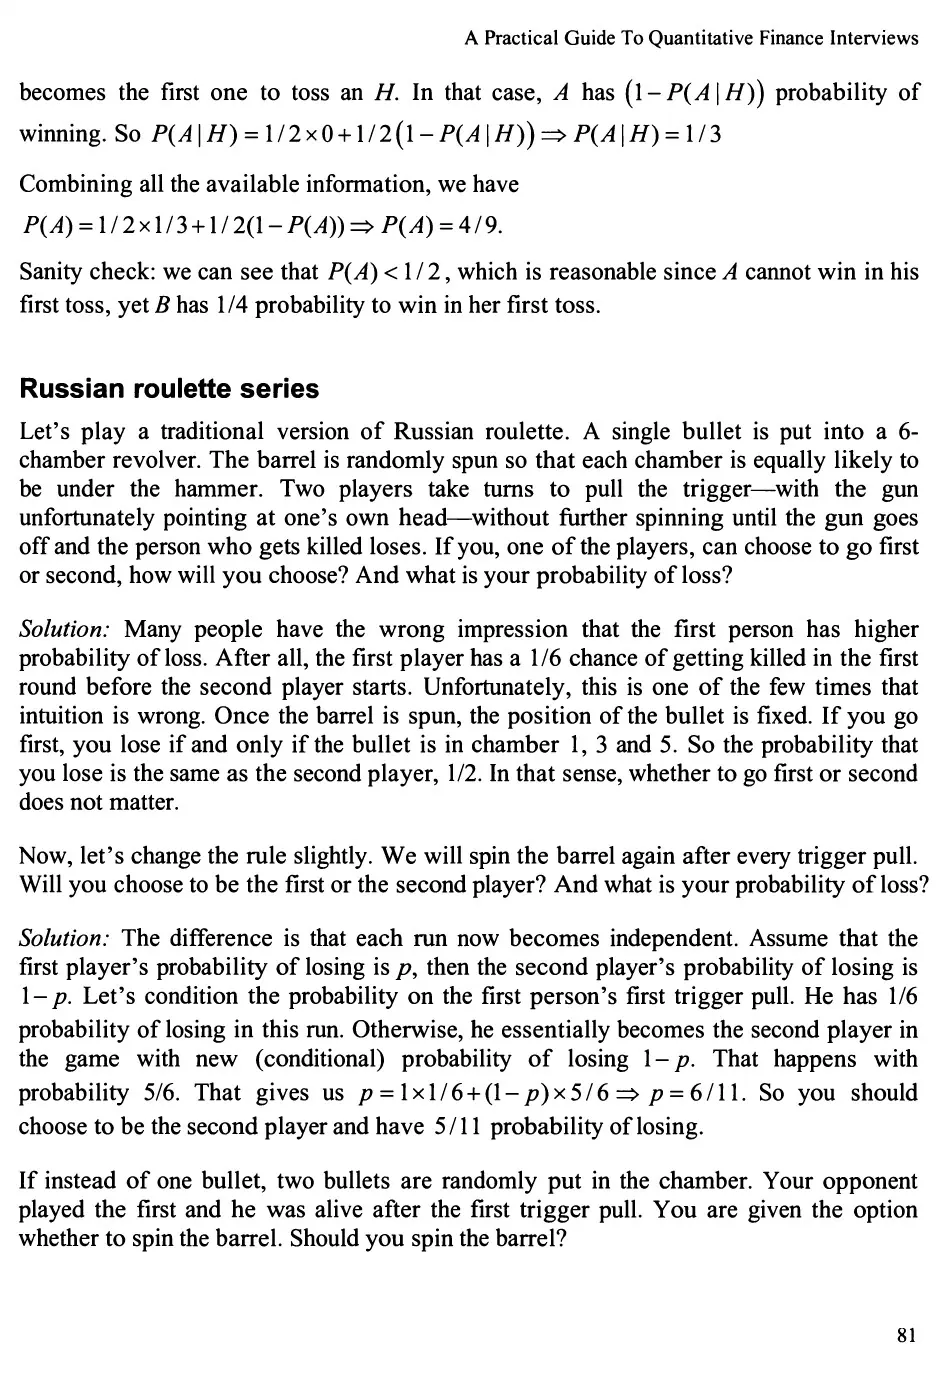 A Practical Guide To Quantitative Finance Interviews
becomes the first one to toss an H. In that case, A has (1−P(A|H)) probability of
winning. So P(A|H)=1/2×0+1/2(1−P(A|H))⇒P(A|H)=1/3
Combining all the available information, we have
P(A)=1/2×1/3+1/2(1−P(A))⇒P(A)=4/9.
Sanity check: we can see that P(A)<1/2, which is reasonable since A cannot win in his
first toss, yet B has 1/4 probability to win in her first toss.
Russian roulette series
Let's play a traditional version of Russian roulette. A single bullet is put into a 6-
chamber revolver. The barrel is randomly spun so that each chamber is equally likely to
be under the hammer. Two players take turns to pull the trigger—with the gun
unfortunately pointing at one's own head—without further spinning until the gun goes
off and the person who gets killed loses. If you, one of the players, can choose to go first
or second, how will you choose? And what is your probability of loss?
Solution: Many people have the wrong impression that the first person has higher
probability of loss. After all, the first player has a 1/6 chance of getting killed in the first
round before the second player starts. Unfortunately, this is one of the few times that
intuition is wrong. Once the barrel is spun, the position of the bullet is fixed. If you go
first, you lose if and only if the bullet is in chamber 1, 3 and 5. So the probability that
you lose is the same as the second player, 1/2. In that sense, whether to go first or second
does not matter.
Now, let's change the rule slightly. We will spin the barrel again after every trigger pull.
Will you choose to be the first or the second player? And what is your probability of loss?
Solution: The difference is that each run now becomes independent. Assume that the
first player's probability of losing is p, then the second player's probability of losing is
1−p. Let's condition the probability on the first person's first trigger pull. He has 1/6
probability of losing in this run. Otherwise, he essentially becomes the second player in
the game with new (conditional) probability of losing 1−p. That happens with
probability 5/6. That gives us p=1×1/6+(1−p)×5/6⇒p=6/11. So you should
choose to be the second player and have 5/11 probability of losing.
If instead of one bullet, two bullets are randomly put in the chamber. Your opponent
played the first and he was alive after the first trigger pull. You are given the option
whether to spin the barrel. Should you spin the barrel?
81